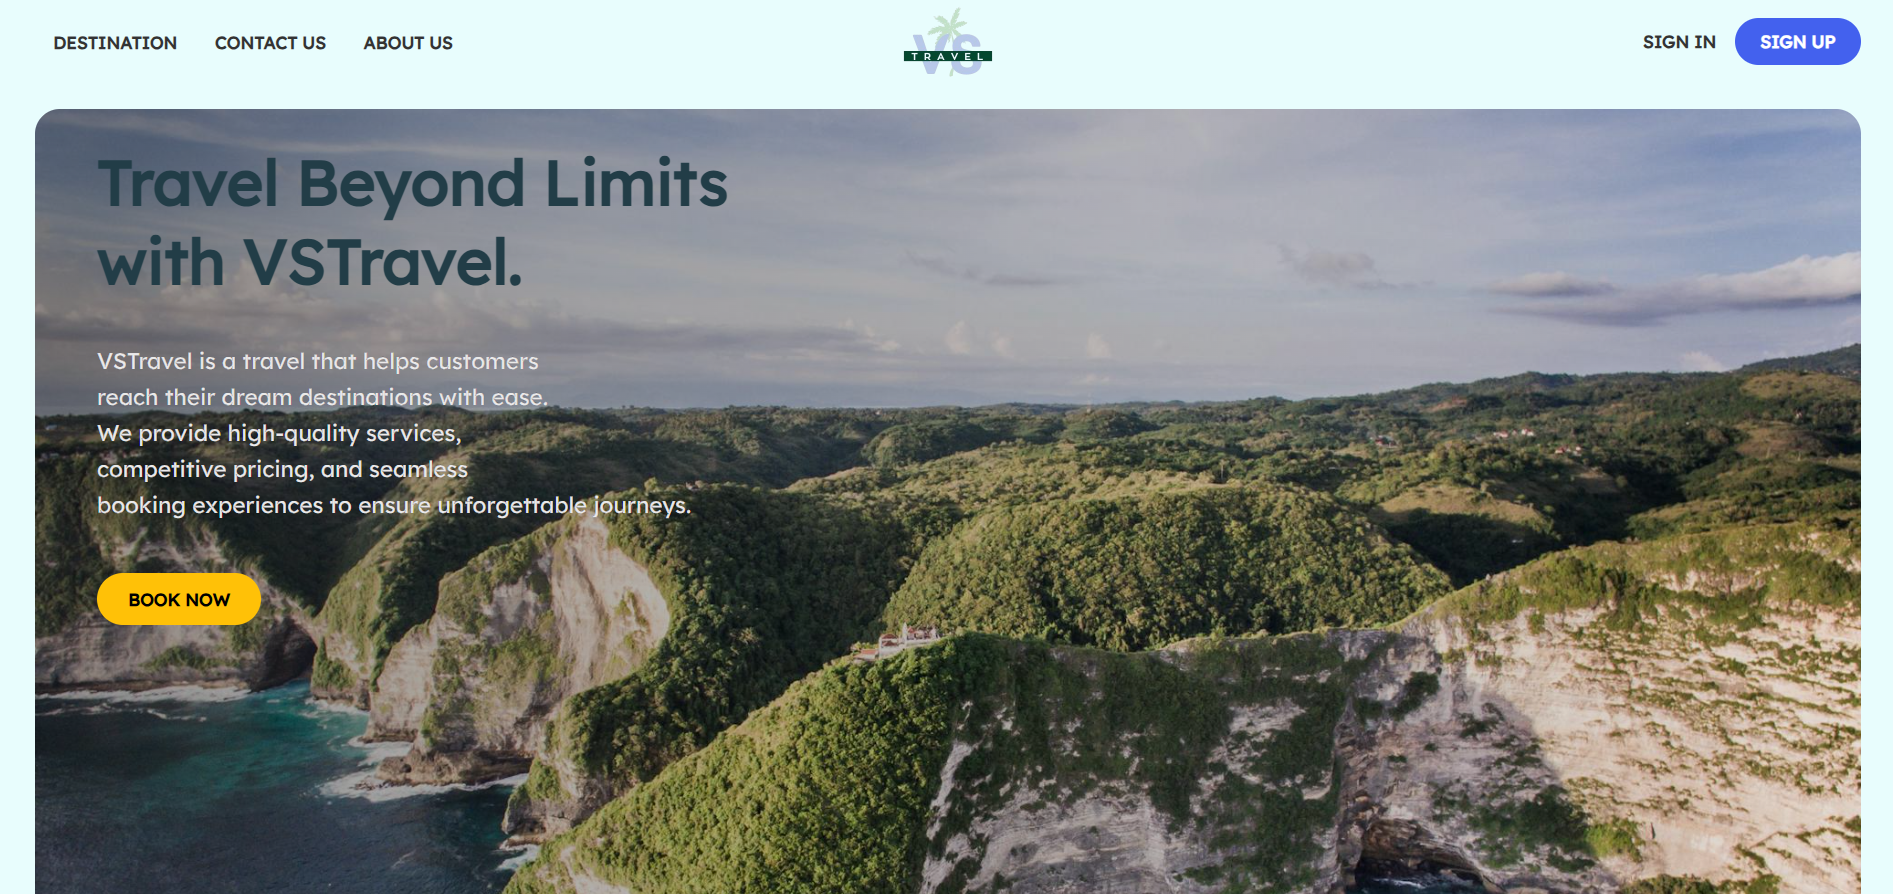 DESTINATION CONTACT US ABOUT US
VS
TRAVEL
SIGN IN SIGN UP
Travel Beyond Limits
with VSTravel.
VSTravel is a travel that helps customers
reach their dream destinations with ease.
We provide high-quality services,
competitive pricing, and seamless
booking experiences to ensure unforgettable journeys.
BOOK NOW